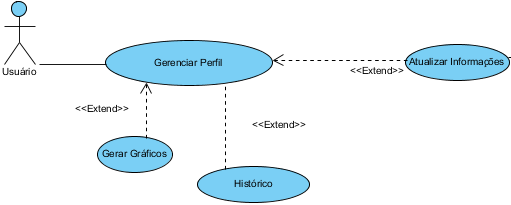 Usuário
Gerenciar Perfil
Atualizar Informações
<<Extend>>
<<Extend>>
<<Extend>>
Gerar Gráficos
Histórico